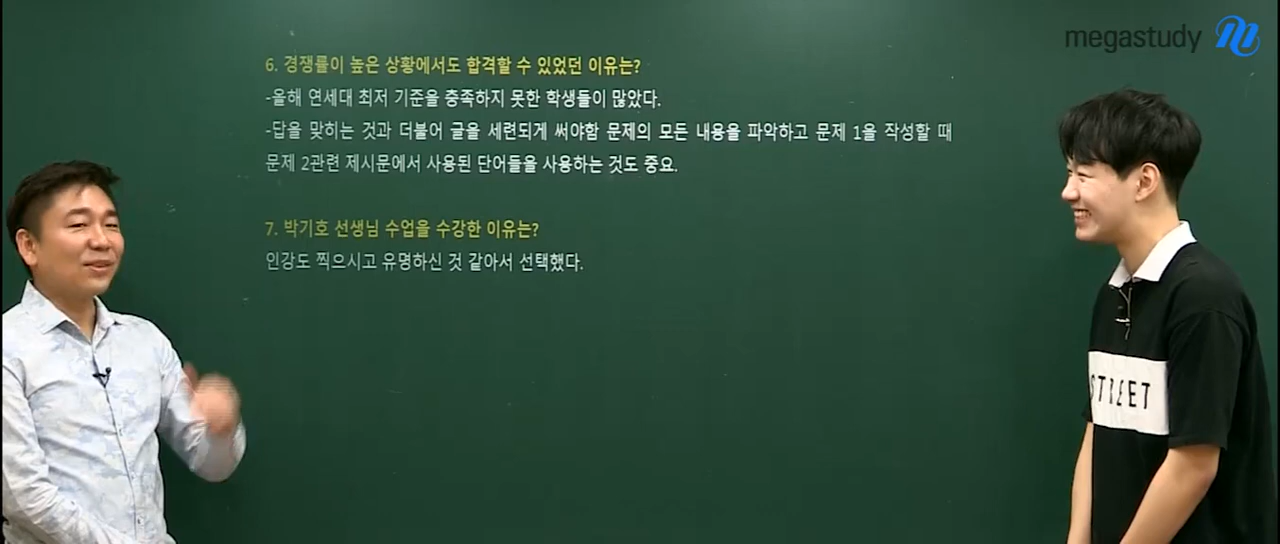 megastudy
6. 경쟁률이 높은 상황에서도 합격할 수 있었던 이유는?
-올해 연세대 최저 기준을 충족하지 못한 학생들이 많았다.
-답을 맞히는 것과 더불어 글을 세련되게 써야함 문제의 모든 내용을 파악하고 문제 1을 작성할 때
문제 2관련 제시문에서 사용된 단어들을 사용하는 것도 중요.
7. 박기호 선생님 수업을 수강한 이유는?
인강도 찍으시고 유명하신 것 같아서 선택했다.
STREET